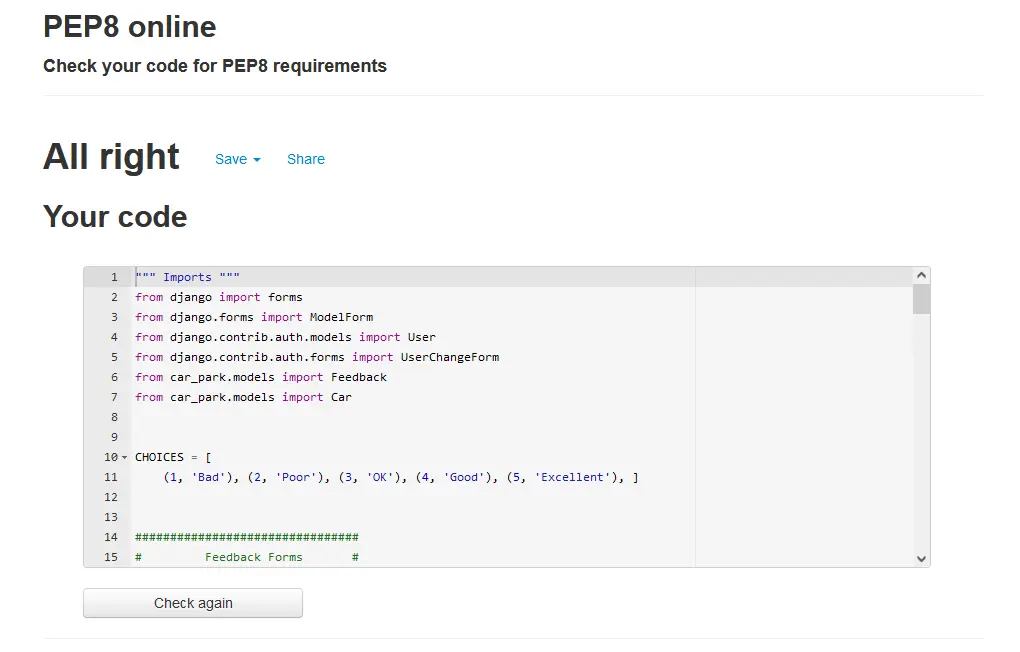 PEP8 online
Check your code for PEP8 requirements
All right Save Share
Your code
1 """ Imports """
2 from django import forms
3 from django.forms import ModelForm
4 from django.contrib.auth.models import User
5 from django.contrib.auth.forms import UserChangeForm
6 from car_park.models import Feedback
7 from car_park.models import Car
8
9
10 CHOICES = [
11     (1, 'Bad'), (2, 'Poor'), (3, 'OK'), (4, 'Good'), (5, 'Excellent'), ]
12
13
14 ################################
15 #         Feedback Forms       #
Check again